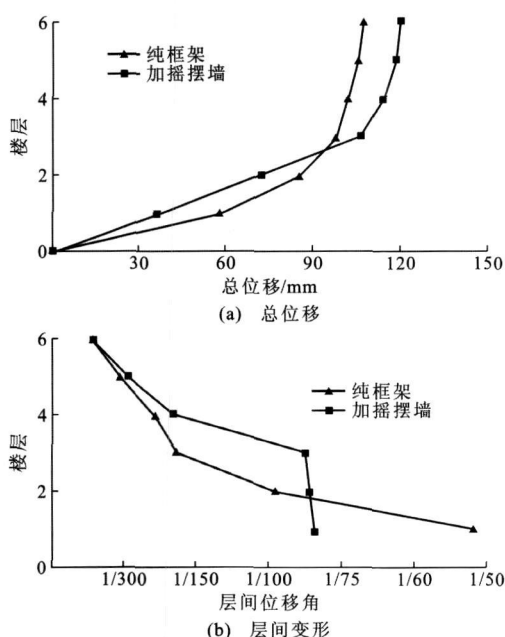 6
纯框架
加摇摆墙
4
楼层
2
0
30
60
90
120
150
总位移/mm
(a) 总位移
6
纯框架
加摇摆墙
4
楼层
2
0
1/300
1/150
1/100
1/75
1/60
1/50
层间位移角
(b) 层间变形